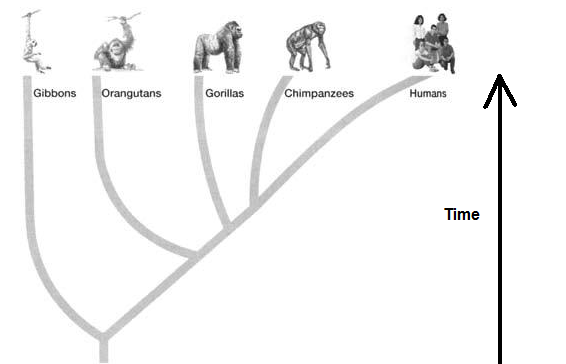 Gibbons
Orangutans
Gorillas
Chimpanzees
Humans
Time